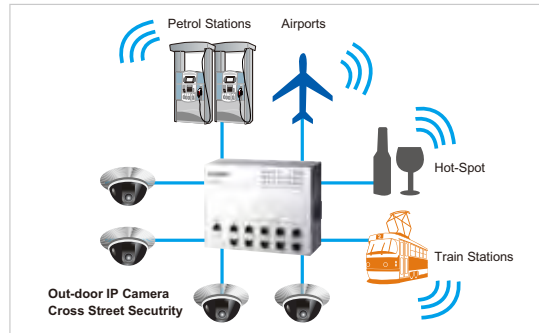 Petrol Stations
Airports
Hot-Spot
Train Stations
Out-door IP Camera
Cross Street Secutrity